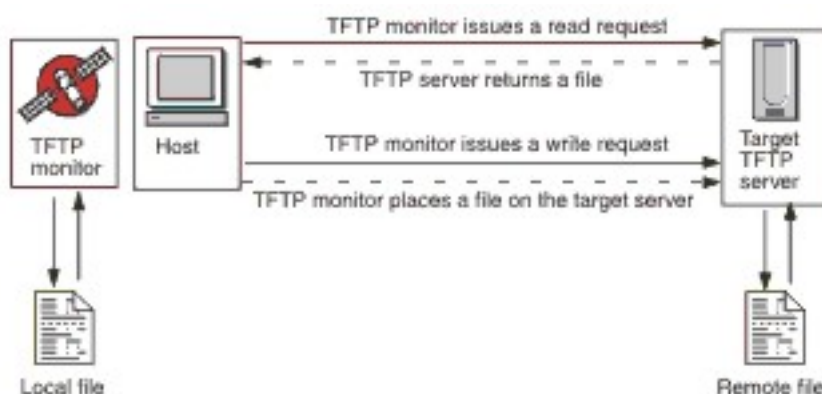 TFTP monitor issues a read request
TFTP server returns a file
TFTP
monitor
Host
TFTP monitor issues a write request
Target
TFTP
server
TFTP monitor places a file on the target server
Local file
Remote file